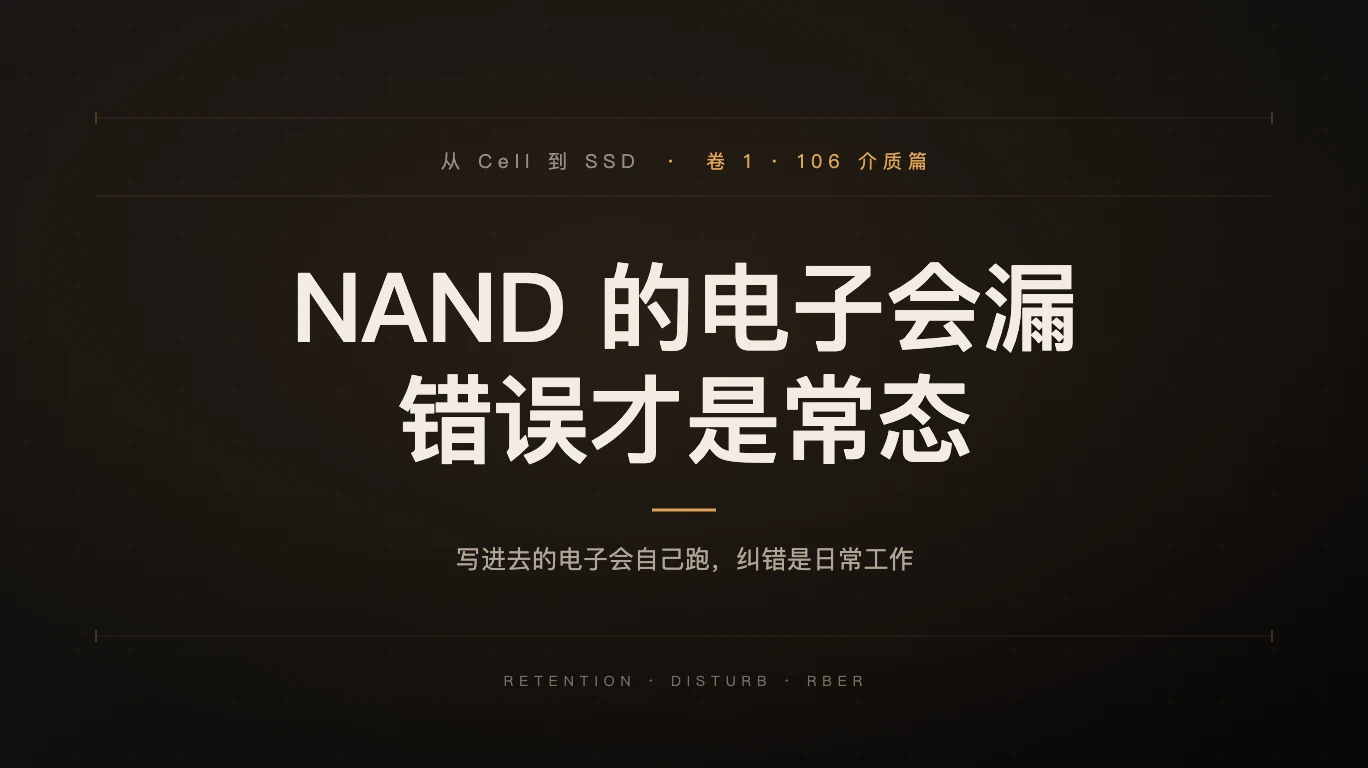 从 Cell 到 SSD · 卷 1 · 106 介质篇
NAND 的电子会漏
错误才是常态
写进去的电子会自己跑，纠错是日常工作
RETENTION · DISTURB · RBER